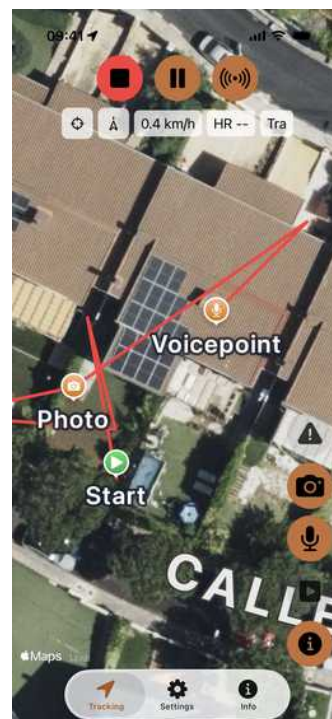 09:41
0.4 km/h
HR --
Tra
Voicepoint
Photo
Start
CALLE
Maps
Tracking
Settings
Info